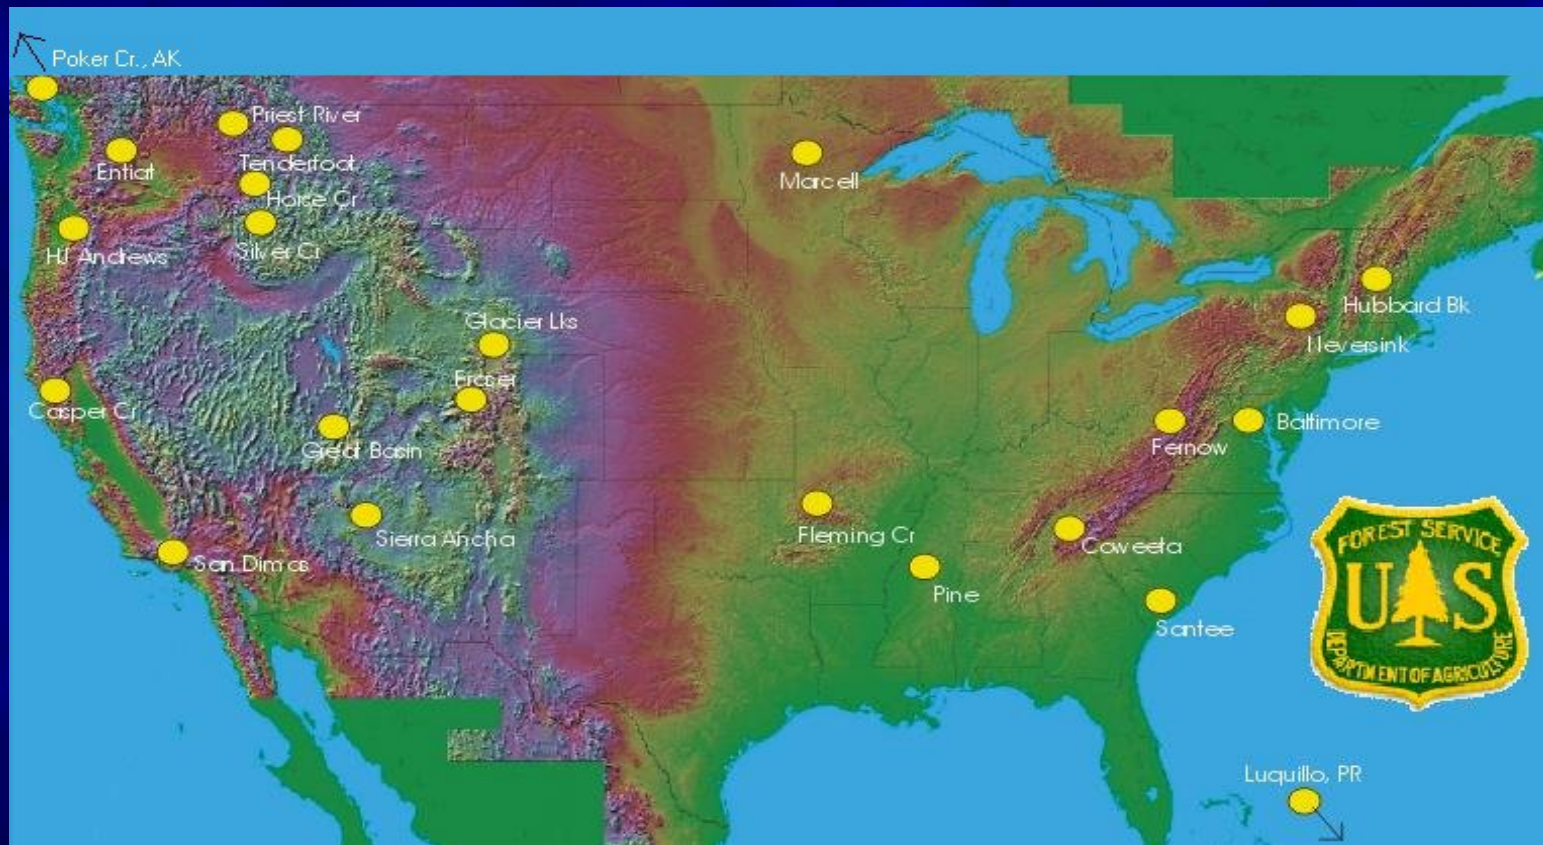 Poker Cr., AK
Priest River
Entiat
Tenderfoot
Marcell
Horse Cr
HJ Andrews
Silver Cr
Hubbard Bk
Glacier Lks
Neversink
Fraser
Casper Cr
Great Basin
Fernow
Baltimore
Sierra Ancha
Fleming Cr
Coweeta
San Dimas
Pine
Santee
FOREST SERVICE
U S
DEPARTMENT OF AGRICULTURE
Luquillo, PR